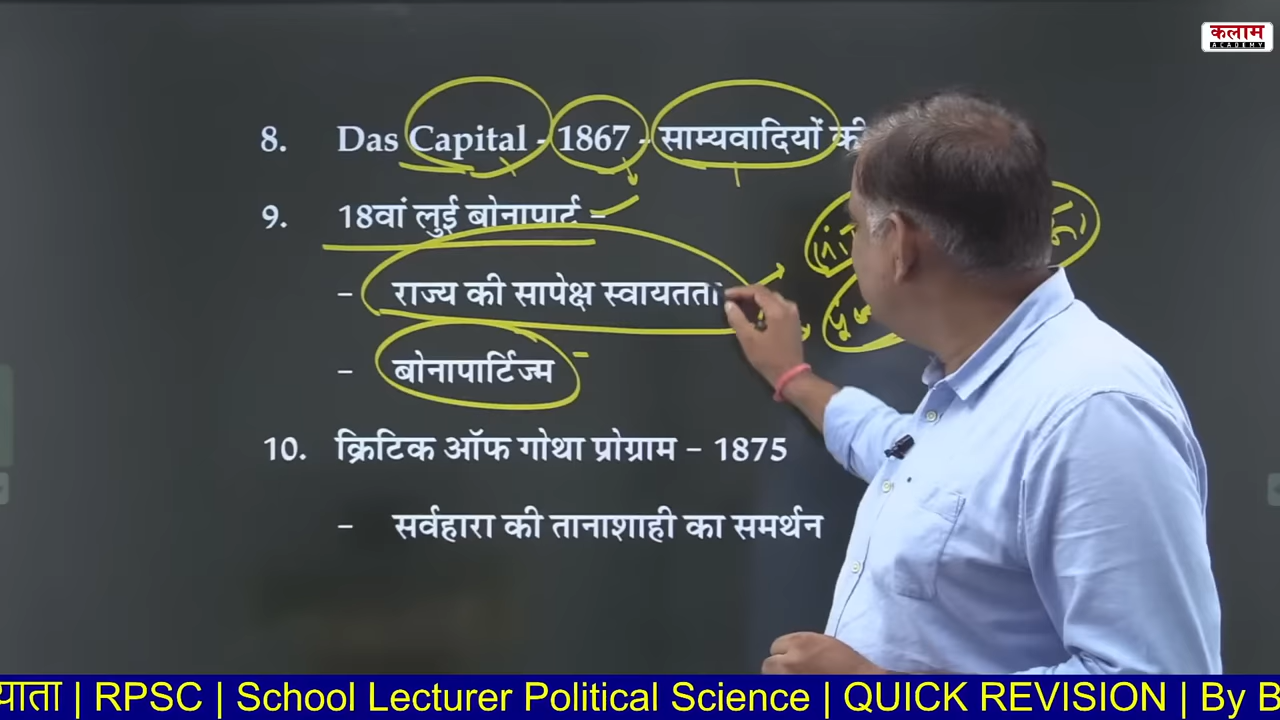 कलाम
ACADEMY
8. Das Capital - 1867 - साम्यवादियों की
9. 18वां लुई बोनापार्ट –
– राज्य की सापेक्ष स्वायतता
– बोनापार्टिज्म
10. क्रिटिक ऑफ गोथा प्रोग्राम – 1875
– सर्वहारा की तानाशाही का समर्थन
| RPSC | School Lecturer Political Science | QUICK REVISION | By